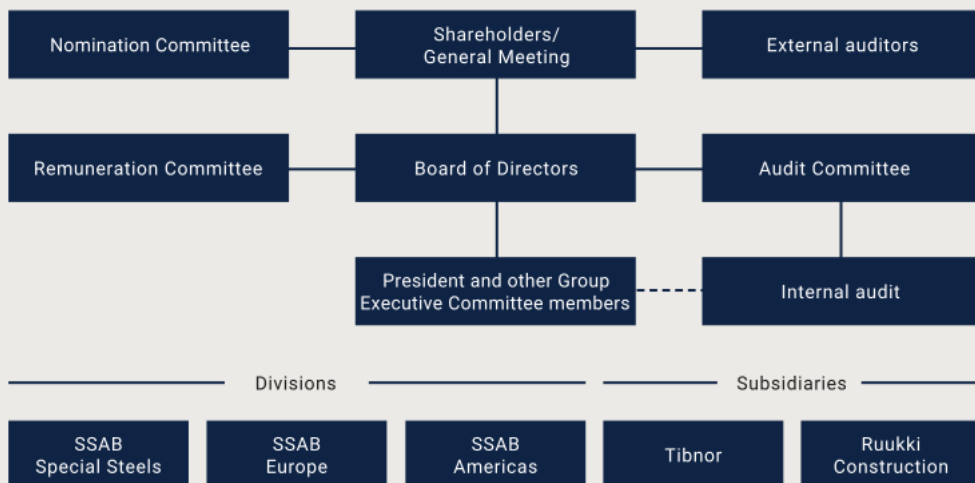 Nomination Committee
Shareholders/
General Meeting
External auditors
Remuneration Committee
Board of Directors
Audit Committee
President and other Group
Executive Committee members
Internal audit
Divisions
Subsidiaries
SSAB
Special Steels
SSAB
Europe
SSAB
Americas
Tibnor
Ruukki
Construction